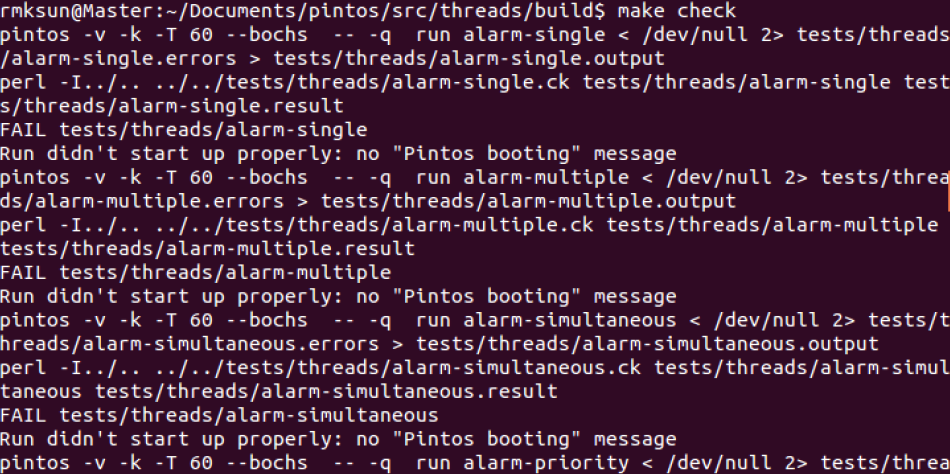 rmksun@Master:~/Documents/pintos/src/threads/build$ make check
pintos -v -k -T 60 --bochs  -- -q  run alarm-single < /dev/null 2> tests/threads
/alarm-single.errors > tests/threads/alarm-single.output
perl -I../.. ../../tests/threads/alarm-single.ck tests/threads/alarm-single test
s/threads/alarm-single.result
FAIL tests/threads/alarm-single
Run didn't start up properly: no "Pintos booting" message
pintos -v -k -T 60 --bochs  -- -q  run alarm-multiple < /dev/null 2> tests/threa
ds/alarm-multiple.errors > tests/threads/alarm-multiple.output
perl -I../.. ../../tests/threads/alarm-multiple.ck tests/threads/alarm-multiple
tests/threads/alarm-multiple.result
FAIL tests/threads/alarm-multiple
Run didn't start up properly: no "Pintos booting" message
pintos -v -k -T 60 --bochs  -- -q  run alarm-simultaneous < /dev/null 2> tests/t
hreads/alarm-simultaneous.errors > tests/threads/alarm-simultaneous.output
perl -I../.. ../../tests/threads/alarm-simultaneous.ck tests/threads/alarm-simul
taneous tests/threads/alarm-simultaneous.result
FAIL tests/threads/alarm-simultaneous
Run didn't start up properly: no "Pintos booting" message
pintos -v -k -T 60 --bochs  -- -q  run alarm-priority < /dev/null 2> tests/threa